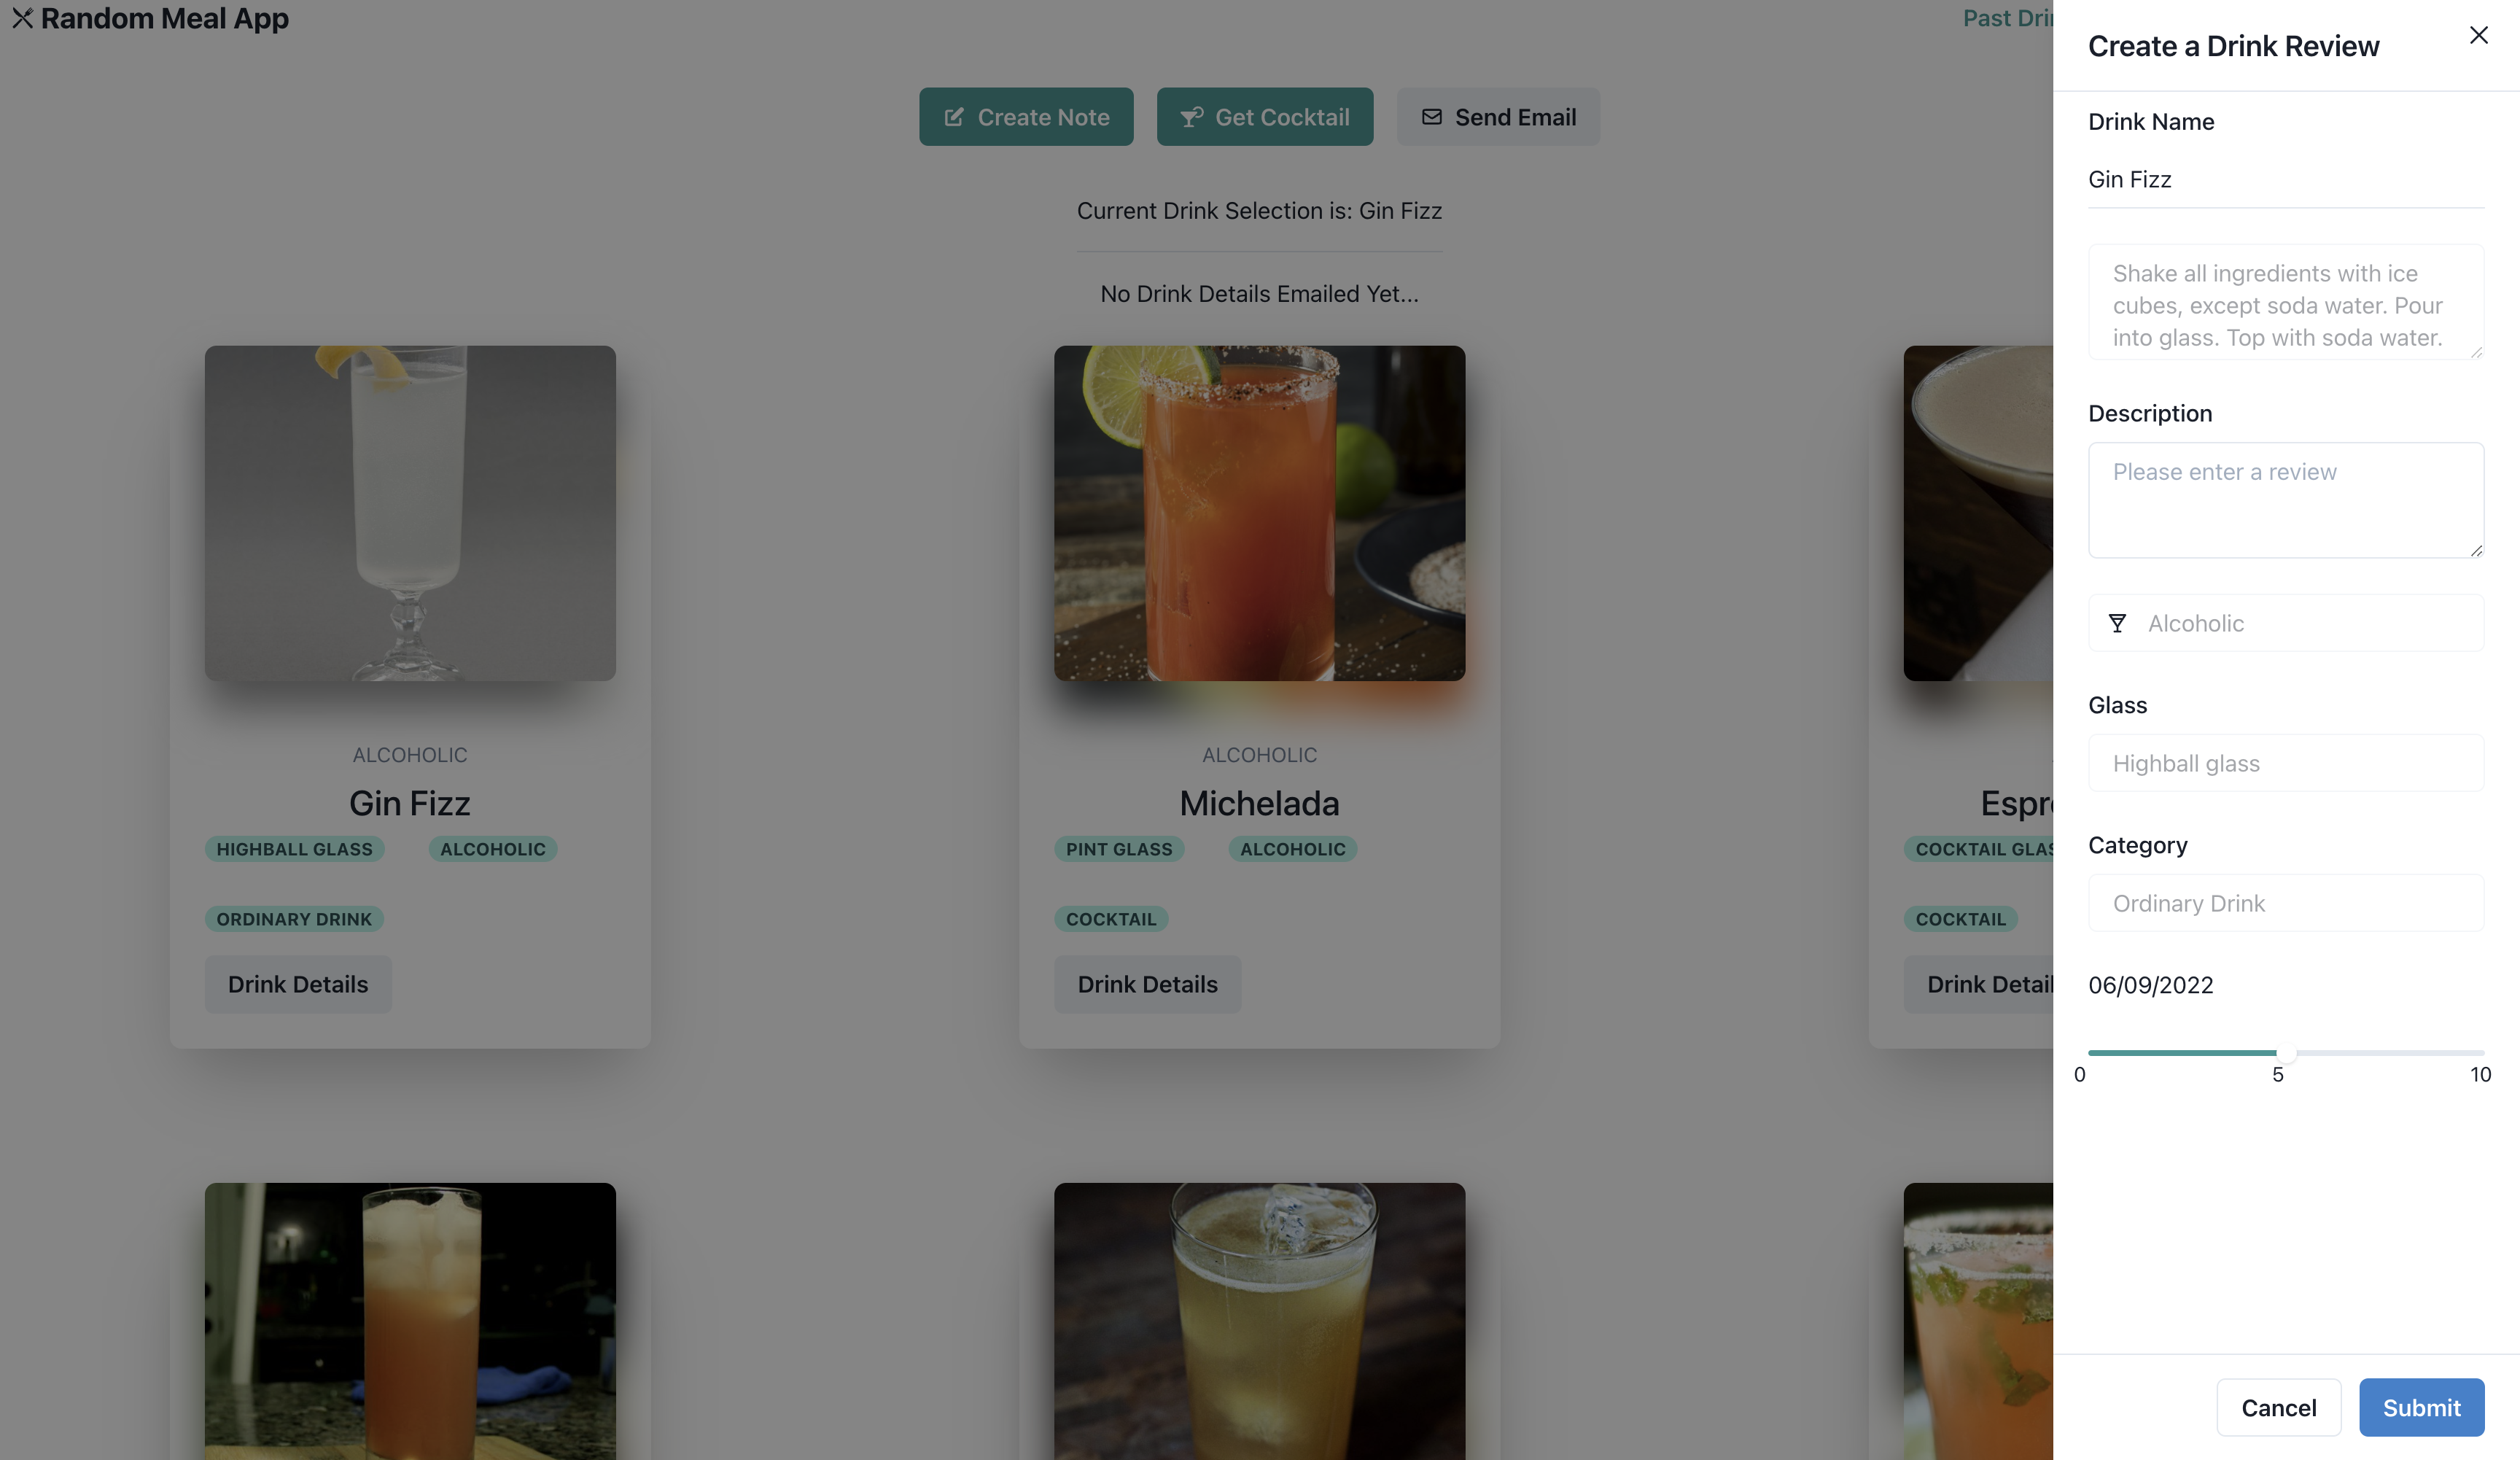 Random Meal App
Past Dri
Create Note
Get Cocktail
Send Email
Current Drink Selection is: Gin Fizz
No Drink Details Emailed Yet...
ALCOHOLIC
Gin Fizz
HIGHBALL GLASS
ALCOHOLIC
ORDINARY DRINK
Drink Details
ALCOHOLIC
Michelada
PINT GLASS
ALCOHOLIC
COCKTAIL
Drink Details
Espr
COCKTAIL GLAS
COCKTAIL
Drink Detail
Create a Drink Review
Drink Name
Gin Fizz
Shake all ingredients with ice
cubes, except soda water. Pour
into glass. Top with soda water.
Description
Please enter a review
Alcoholic
Glass
Highball glass
Category
Ordinary Drink
06/09/2022
0 5 10
Cancel
Submit